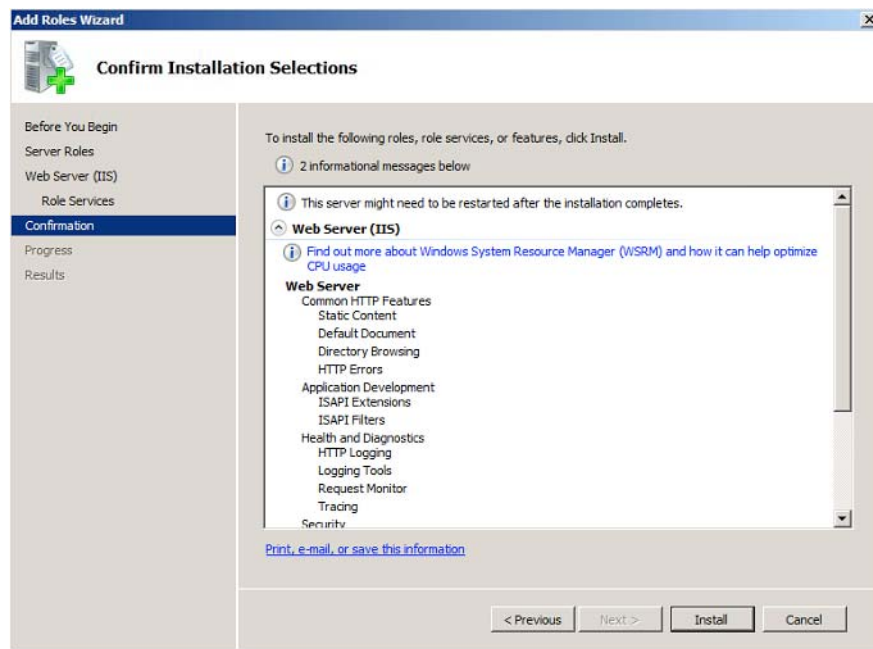 Add Roles Wizard
Confirm Installation Selections
Before You Begin
Server Roles
Web Server (IIS)
Role Services
Confirmation
Progress
Results
To install the following roles, role services, or features, click Install.
2 informational messages below
This server might need to be restarted after the installation completes.
Web Server (IIS)
Find out more about Windows System Resource Manager (WSRM) and how it can help optimize
CPU usage
Web Server
Common HTTP Features
Static Content
Default Document
Directory Browsing
HTTP Errors
Application Development
ISAPI Extensions
ISAPI Filters
Health and Diagnostics
HTTP Logging
Logging Tools
Request Monitor
Tracing
Security
Print, e-mail, or save this information
< Previous
Next >
Install
Cancel